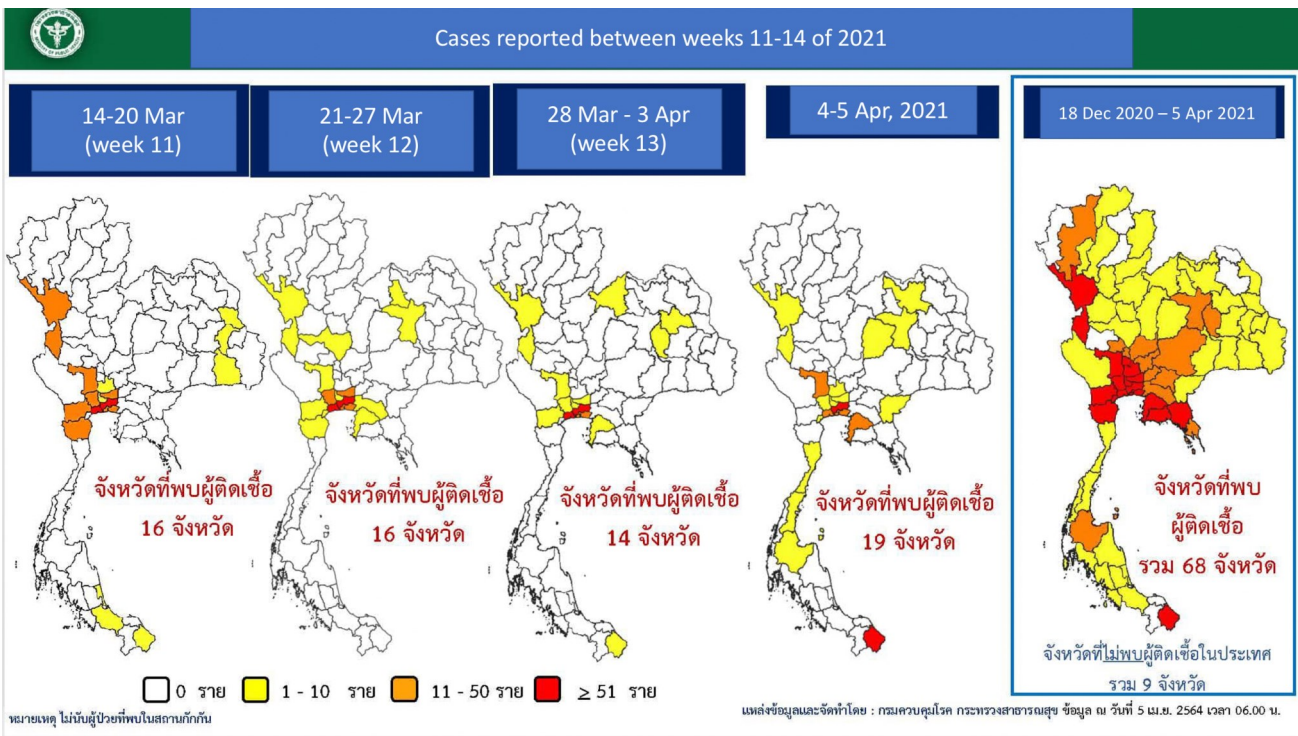 Cases reported between weeks 11-14 of 2021
14-20 Mar
(week 11)
21-27 Mar
(week 12)
28 Mar - 3 Apr
(week 13)
4-5 Apr, 2021
18 Dec 2020 – 5 Apr 2021
จังหวัดที่พบผู้ติดเชื้อ
16 จังหวัด
จังหวัดที่พบผู้ติดเชื้อ
16 จังหวัด
จังหวัดที่พบผู้ติดเชื้อ
14 จังหวัด
จังหวัดที่พบผู้ติดเชื้อ
19 จังหวัด
จังหวัดที่พบ
ผู้ติดเชื้อ
รวม 68 จังหวัด
จังหวัดที่ไม่พบผู้ติดเชื้อในประเทศ
รวม 9 จังหวัด
0 ราย 1 - 10 ราย 11 - 50 ราย ≥ 51 ราย
หมายเหตุ ไม่นับผู้ป่วยที่พบในสถานกักกัน
แหล่งข้อมูลและจัดทำโดย : กรมควบคุมโรค กระทรวงสาธารณสุข ข้อมูล ณ วันที่ 5 เม.ย. 2564 เวลา 06.00 น.